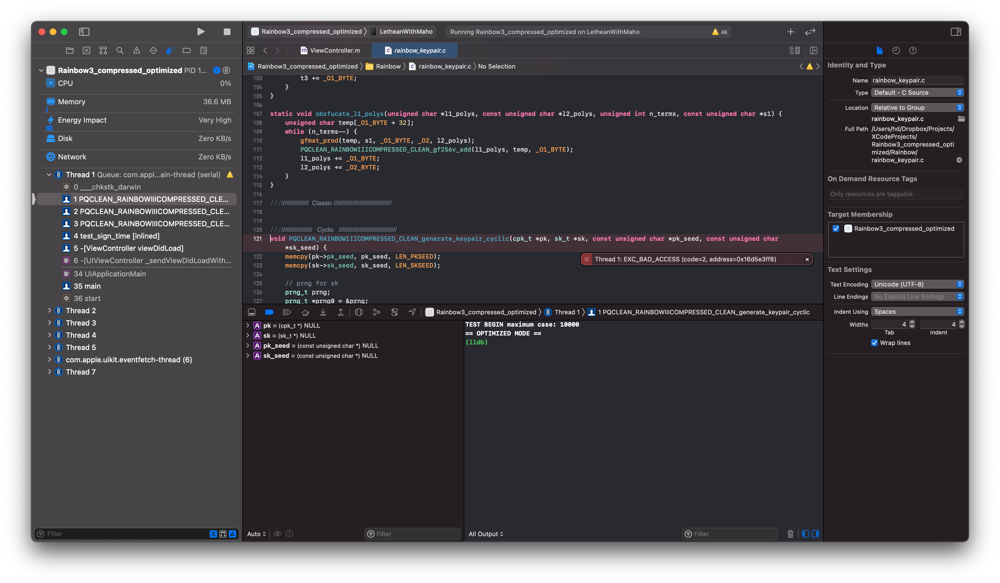 Rainbow3_compressed_optimized 〉 LetheanWithMaho
Running Rainbow3_compressed_optimized on LetheanWithMaho
46
Rainbow3_compressed_optimized PID 1...
CPU 0%
Memory 36.6 MB
Energy Impact Very High
Disk Zero KB/s
Network Zero KB/s
Thread 1 Queue: com.appl...ain-thread (serial)
0 ___chkstk_darwin
1 PQCLEAN_RAINBOWIIICOMPRESSED_CLE...
2 PQCLEAN_RAINBOWIIICOMPRESSED_CLE...
3 PQCLEAN_RAINBOWIIICOMPRESSED_CLE...
4 test_sign_time [inlined]
5 -[ViewController viewDidLoad]
6 -[UIViewController _sendViewDidLoadWith...
34 UIApplicationMain
35 main
36 start
Thread 2
Thread 3
Thread 4
Thread 5
com.apple.uikit.eventfetch-thread (6)
Thread 7
Filter
ViewController.m
rainbow_keypair.c
Rainbow3_compressed_optimized 〉 Rainbow 〉 rainbow_keypair.c 〉 No Selection
103 t3 += _O1_BYTE;
104 }
105 }
106
107 static void obsfucate_l1_polys(unsigned char *l1_polys, const unsigned char *l2_polys, unsigned int n_terms, const unsigned char *s1) {
108 unsigned char temp[_O1_BYTE + 32];
109 while (n_terms--) {
110 gfmat_prod(temp, s1, _O1_BYTE, _O2, l2_polys);
111 PQCLEAN_RAINBOWIIICOMPRESSED_CLEAN_gf256v_add(l1_polys, temp, _O1_BYTE);
112 l1_polys += _O1_BYTE;
113 l2_polys += _O2_BYTE;
114 }
115 }
116
117 /////////////////// Classic //////////////////////////////////
118
119
120 ///////////////////// Cyclic //////////////////////////////////
121 void PQCLEAN_RAINBOWIIICOMPRESSED_CLEAN_generate_keypair_cyclic(cpk_t *pk, sk_t *sk, const unsigned char *pk_seed, const unsigned char
*sk_seed) {
122 memcpy(pk->pk_seed, pk_seed, LEN_PKSEED);
Thread 1: EXC_BAD_ACCESS (code=2, address=0x16d5e3ff8)
123 memcpy(sk->sk_seed, sk_seed, LEN_SKSEED);
124
125 // prng for sk
126 prng_t prng;
127 prng_t *prng0 = &prng;
Rainbow3_compressed_optimized 〉 Thread 1 〉 1 PQCLEAN_RAINBOWIIICOMPRESSED_CLEAN_generate_keypair_cyclic
A pk = (cpk_t *) NULL
A sk = (sk_t *) NULL
A pk_seed = (const unsigned char *) NULL
A sk_seed = (const unsigned char *) NULL
Auto
Filter
TEST BEGIN maximum case: 10000
== OPTIMIZED MODE ==
(lldb)
All Output
Filter
Identity and Type
Name rainbow_keypair.c
Type Default - C Source
Location Relative to Group
rainbow_keypair.c
Full Path /Users/hd/Dropbox/Projects/
XCodeProjects/
Rainbow3_compressed_opti
mized/Rainbow/
rainbow_keypair.c
On Demand Resource Tags
Only resources are taggable
Target Membership
Rainbow3_compressed_optimized
Text Settings
Text Encoding Unicode (UTF-8)
Line Endings No Explicit Line Endings
Indent Using Spaces
Widths 4 4
Tab Indent
Wrap lines